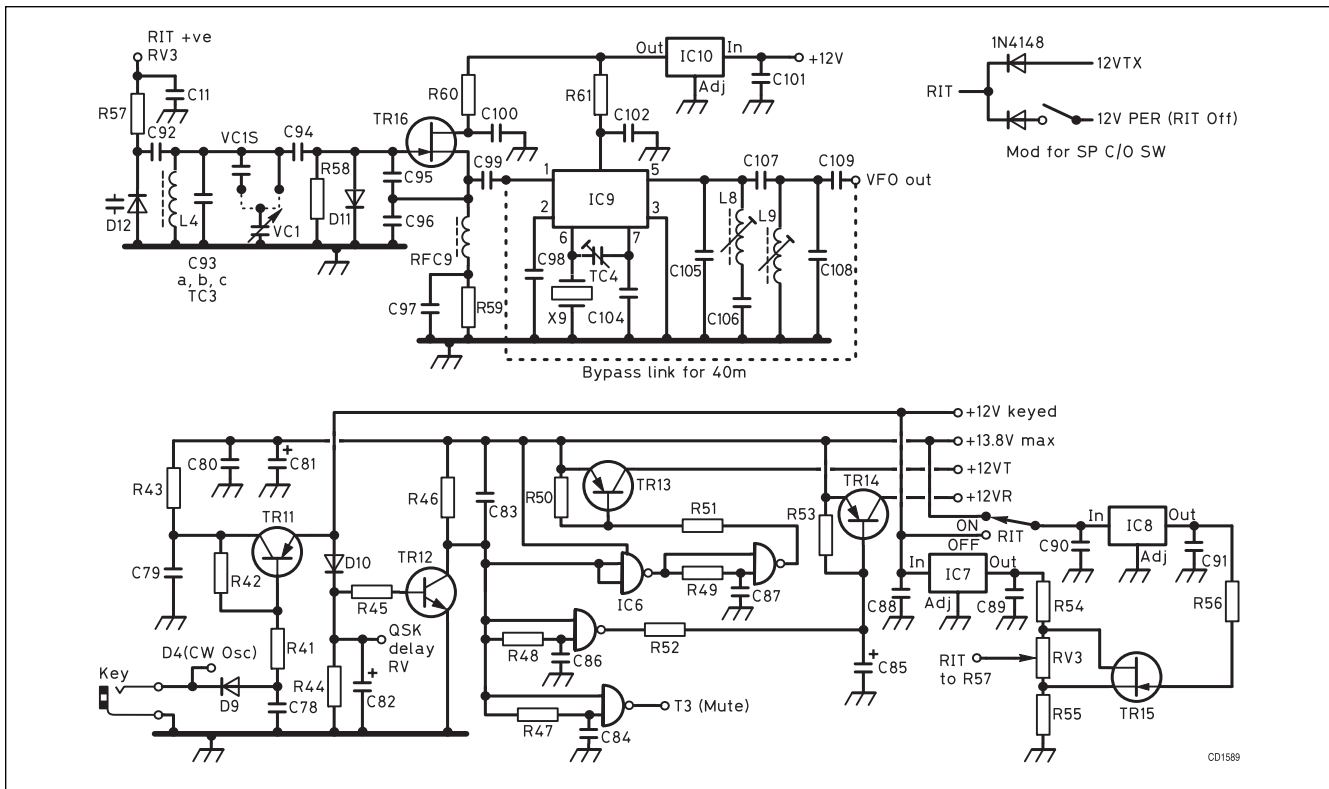 RIT +ve
RV3
R57
C11
C92
VC1S
C94
TR16
R60
C100
C99
R61
C102
Out
IC10
In
+12V
Adj
C101
1N4148
12VTX
RIT
12V PER (RIT Off)
Mod for SP C/O SW
D12
L4
C93
a, b, c
TC3
VC1
R58
D11
C95
C96
RFC9
C97
R59
1
2
IC9
5
3
6
7
C98
TC4
X9
C104
C105
L8
C106
C107
L9
C108
C109
VFO out
Bypass link for 40m
+12V keyed
+13.8V max
+12VT
+12VR
R43
C80
+
C81
TR11
R42
C79
R41
D4(CW Osc)
Key
D9
C78
D10
R45
R44
+
C82
QSK
delay
RV
R46
TR12
C83
R50
TR13
R51
IC6
R49
C87
R48
C86
R52
R47
C84
T3 (Mute)
R53
TR14
+
C85
ON
RIT
OFF
In
IC8
Out
Adj
C90
C91
In
IC7
Out
Adj
C88
C89
R54
R56
RIT
to R57
RV3
R55
TR15
CD1589